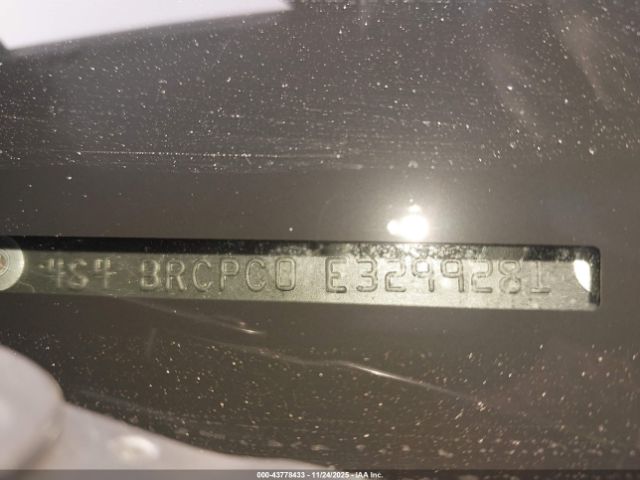 4S4 BRCPC0 E3299281
000-43778433 - 11/24/2025 - IAA Inc.